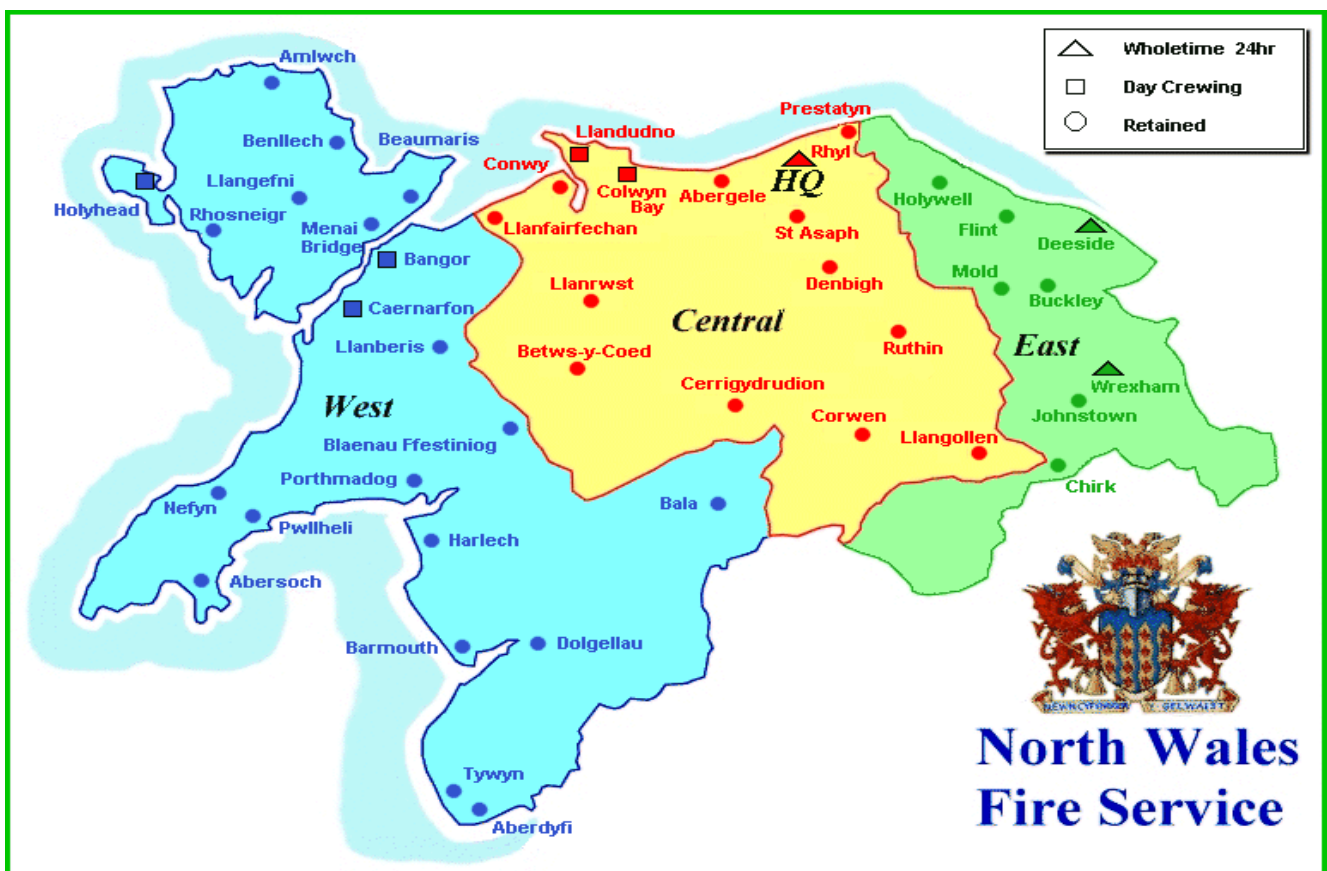 Amlwch
Wholetime 24hr
Day Crewing
Retained
Prestatyn
Llandudno
Benllech
Beaumaris
Rhyl
Conwy
HQ
Llangefni
Colwyn
Bay
Abergele
Holywell
Holyhead
Rhosneigr
Menai
Bridge
Llanfairfechan
St Asaph
Flint
Deeside
Bangor
Mold
Llanrwst
Denbigh
Buckley
Caernarfon
Central
Llanberis
Betws-y-Coed
Ruthin
East
Cerrigydrudion
Wrexham
West
Corwen
Johnstown
Blaenau Ffestiniog
Llangollen
Porthmadog
Chirk
Nefyn
Bala
Pwllheli
Harlech
Abersoch
Barmouth
Dolgellau
North Wales
Fire Service
Tywyn
Aberdyfi